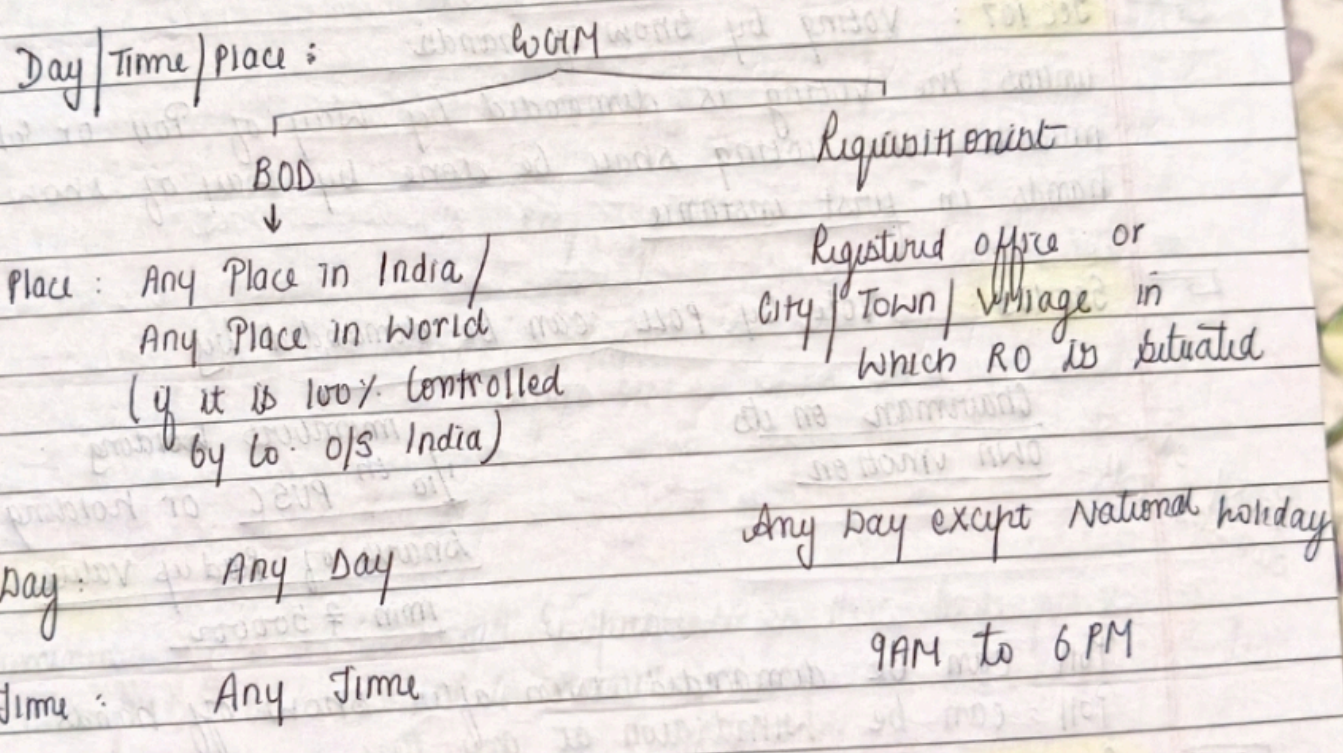 Day/Time/Place : EGM
BOD Requisitionist
↓
Place : Any Place in India/ Registered office or
Any Place in World City/Town/Village in
(if it is 100% Controlled which RO is situated
by Co. O/S India)
Day : Any Day Any Day except National holiday
Time : Any Time 9AM to 6PM